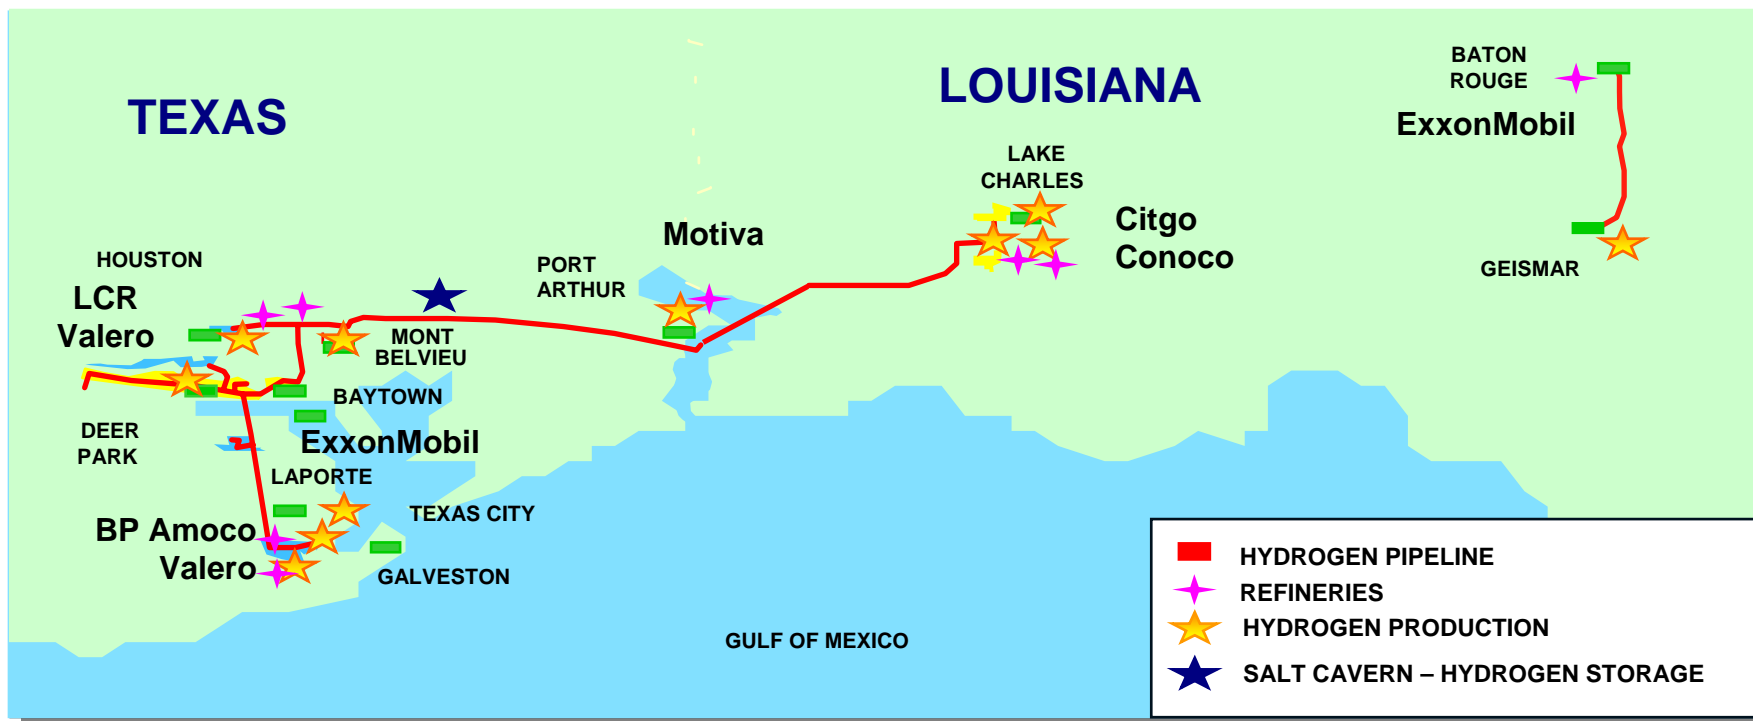 TEXAS
LOUISIANA
BATON
ROUGE
ExxonMobil
LAKE
CHARLES
Citgo
Conoco
GEISMAR
Motiva
PORT
ARTHUR
HOUSTON
LCR
Valero
MONT
BELVIEU
BAYTOWN
DEER
PARK
ExxonMobil
LAPORTE
TEXAS CITY
BP Amoco
Valero
GALVESTON
GULF OF MEXICO
HYDROGEN PIPELINE
REFINERIES
HYDROGEN PRODUCTION
SALT CAVERN – HYDROGEN STORAGE